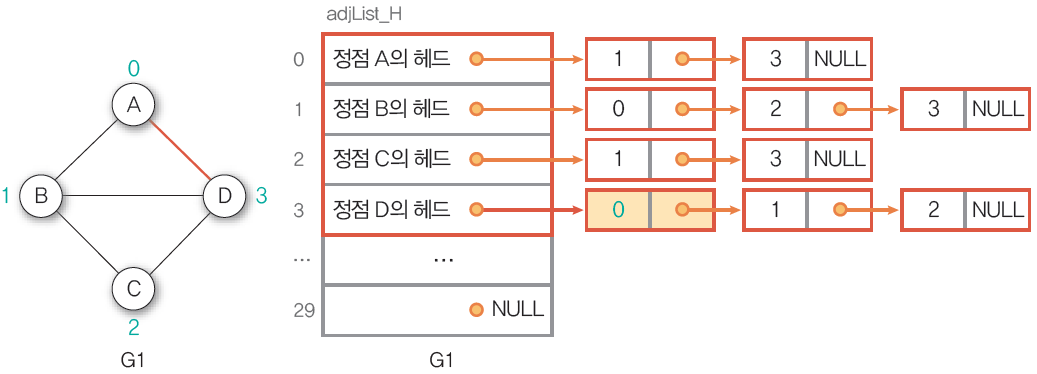 adjList_H
0
A
1
B
D
3
C
2
G1
0 정점 A의 헤드 1 3 NULL
1 정점 B의 헤드 0 2 3 NULL
2 정점 C의 헤드 1 3 NULL
3 정점 D의 헤드 0 1 2 NULL
... ...
29 NULL
G1